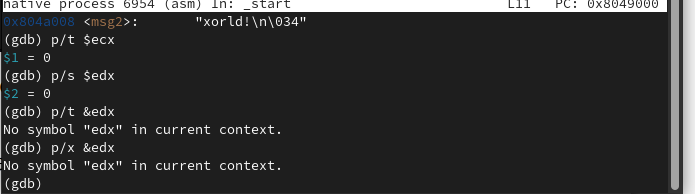 native process 6954 (asm) In: _start L11 PC: 0x8049000
0x804a008 <msg2>: "xorld!\n\034"
(gdb) p/t $ecx
$1 = 0
(gdb) p/s $edx
$2 = 0
(gdb) p/t &edx
No symbol "edx" in current context.
(gdb) p/x &edx
No symbol "edx" in current context.
(gdb)